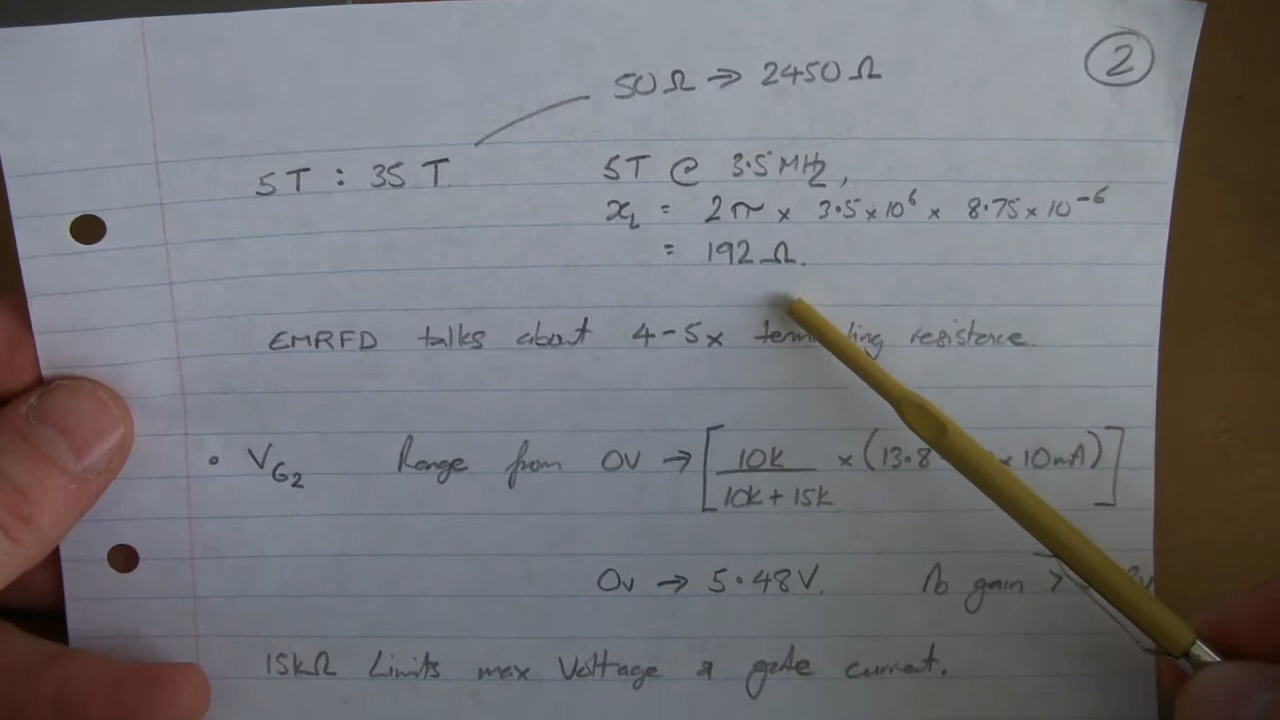 2
50Ω → 2450Ω
5T : 35T.
5T @ 3.5MHz,
xL = 2π × 3.5×10⁶ × 8.75×10⁻⁶
= 192Ω.
EMRFD talks about 4-5x resistence
• VG2 Range from 0V → [10k / 10k+15k × (13.8 × 10mA)]
0v → 5.48V. No gain >
15kΩ Limits max Voltage & gate current.